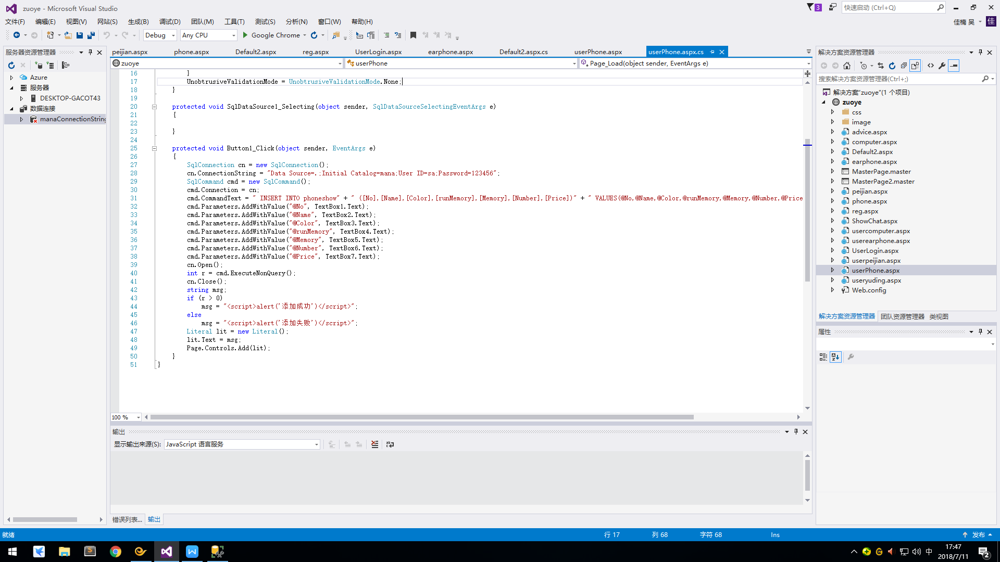 zuoye - Microsoft Visual Studio
3
快速启动 (Ctrl+Q)
文件(F) 编辑(E) 视图(V) 网站(S) 生成(B) 调试(D) 团队(M) 工具(T) 测试(S) 分析(N) 窗口(W) 帮助(H)
佳楠 吴 佳
Debug Any CPU Google Chrome
服务器资源管理器
Azure
服务器
DESKTOP-GACOT43
数据连接
manaConnectionString
peijian.aspx phone.aspx Default2.aspx reg.aspx UserLogin.aspx earphone.aspx Default2.aspx.cs userPhone.aspx userPhone.aspx.cs
zuoye userPhone Page_Load(object sender, EventArgs e)
16 }
17 UnobtrusiveValidationMode = UnobtrusiveValidationMode.None;
18 }
19
20 protected void SqlDataSource1_Selecting(object sender, SqlDataSourceSelectingEventArgs e)
21 {
22
23 }
24
25 protected void Button1_Click(object sender, EventArgs e)
26 {
27 SqlConnection cn = new SqlConnection();
28 cn.ConnectionString = "Data Source=.;Initial Catalog=mana;User ID=sa;Password=123456";
29 SqlCommand cmd = new SqlCommand();
30 cmd.Connection = cn;
31 cmd.CommandText = " INSERT INTO phoneshow" + " ([No],[Name],[Color],[runMemory],[Memory],[Number],[Price])" + " VALUES(@No,@Name,@Color,@runMemory,@Memory,@Number,@Price
32 cmd.Parameters.AddWithValue("@No", TextBox1.Text);
33 cmd.Parameters.AddWithValue("@Name", TextBox2.Text);
34 cmd.Parameters.AddWithValue("@Color", TextBox3.Text);
35 cmd.Parameters.AddWithValue("@runMemory", TextBox4.Text);
36 cmd.Parameters.AddWithValue("@Memory", TextBox5.Text);
37 cmd.Parameters.AddWithValue("@Number", TextBox6.Text);
38 cmd.Parameters.AddWithValue("@Price", TextBox7.Text);
39 cn.Open();
40 int r = cmd.ExecuteNonQuery();
41 cn.Close();
42 string msg;
43 if (r > 0)
44 msg = "<script>alert('添加成功')</script>";
45 else
46 msg = "<script>alert('添加失败')</script>";
47 Literal lit = new Literal();
48 lit.Text = msg;
49 Page.Controls.Add(lit);
50 }
51 }
100 %
输出
显示输出来源(S): JavaScript 语言服务
错误列表... 输出
解决方案资源管理器
搜索解决方案资源管理器(Ctrl+;)
解决方案"zuoye"(1 个项目)
zuoye
css
image
advice.aspx
computer.aspx
Default2.aspx
earphone.aspx
MasterPage.master
MasterPage2.master
peijian.aspx
phone.aspx
reg.aspx
ShowChat.aspx
usercomputer.aspx
userearphone.aspx
UserLogin.aspx
userpeijian.aspx
userPhone.aspx
useryuding.aspx
Web.config
解决方案资源管理器 团队资源管理器 类视图
属性
就绪 行 17 列 68 字符 68 Ins 发布
中 17:47
2018/7/11
2